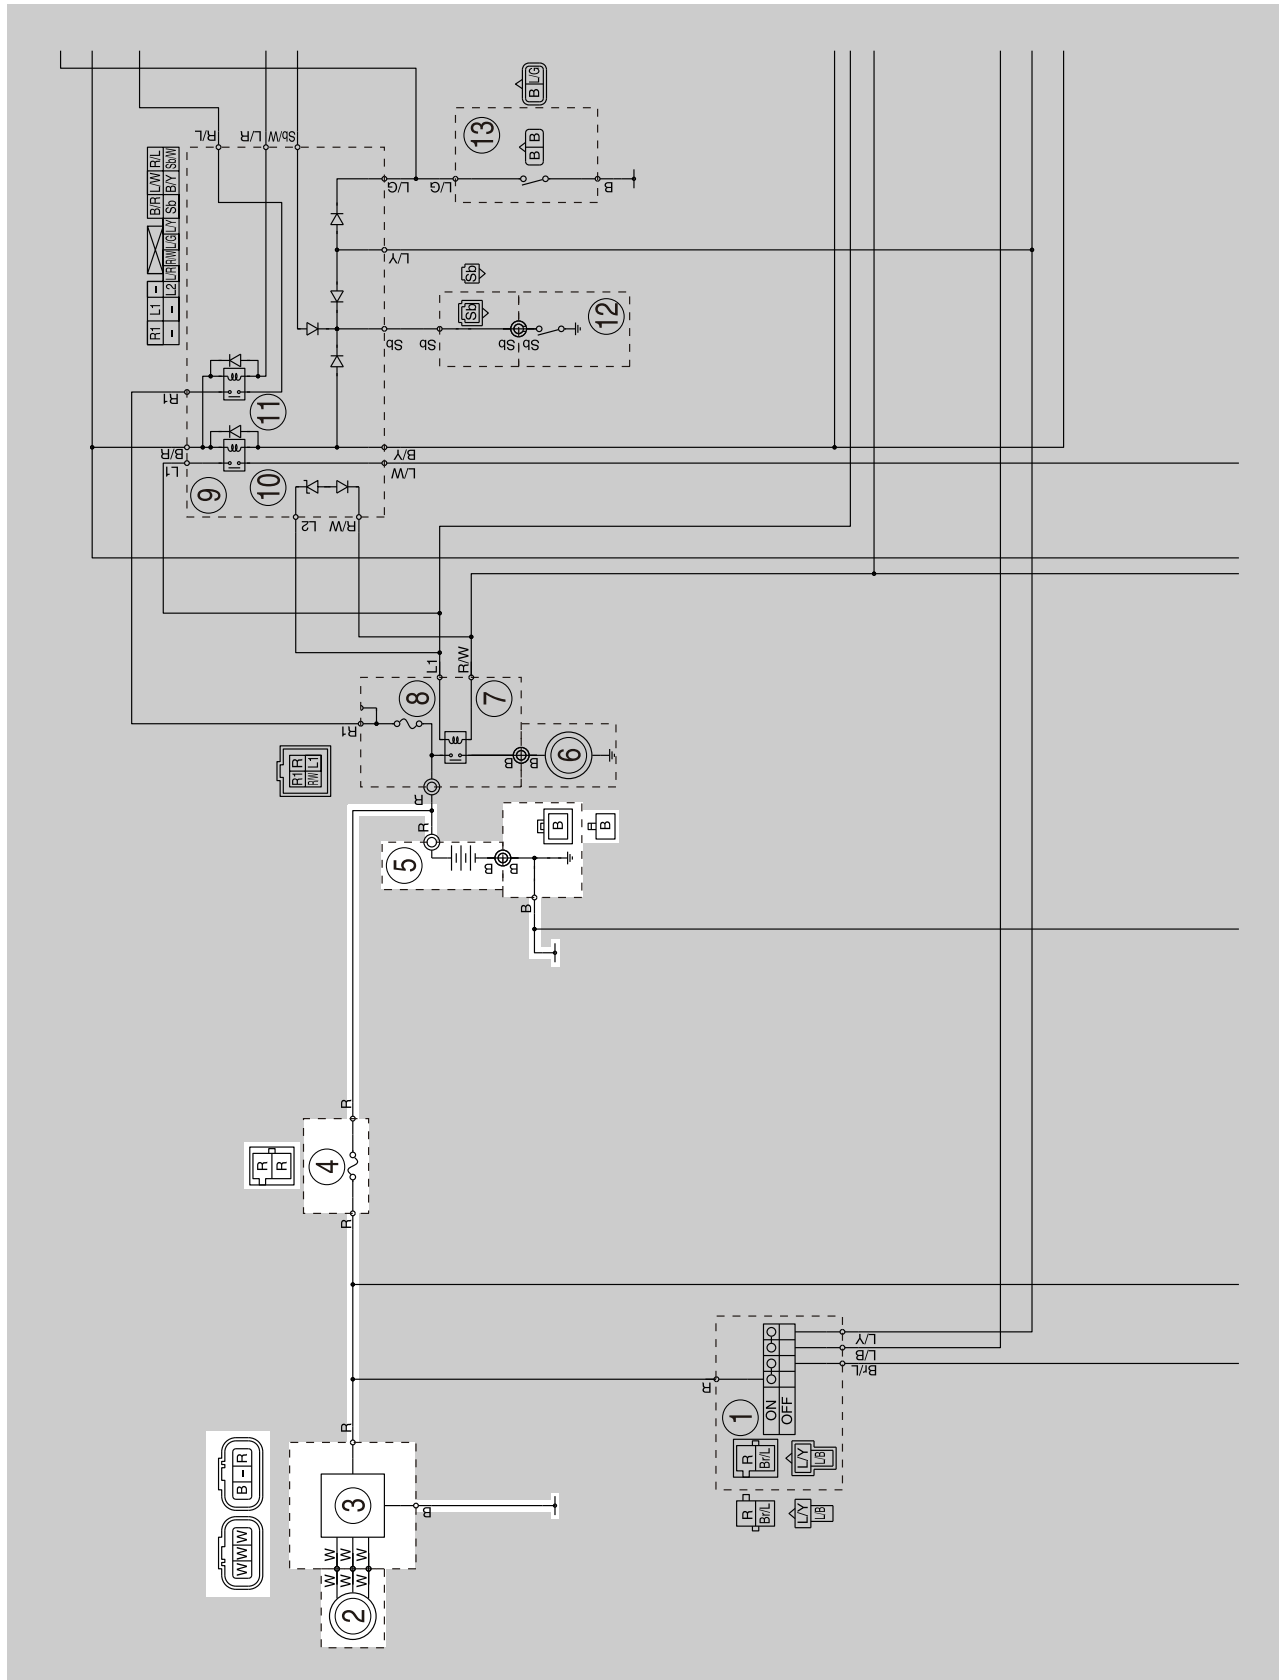 R/L
L/R
Sb/W
R1 L1 - B/R L/W R/L
- - L2 L/R R/W L/G L/Y Sb B/Y Sb/W
B L/G
13
B B
L/G
L/G
B
L/Y
Sb
Sb
12
Sb
Sb
Sb
Sb
R1
11
B/R
L1
B/Y
L/W
9
10
L2
R/W
L1
R/W
8
7
R1
R1 R
R/W L1
B
B
6
R
R
5
B
B
B
B
B
R
R
R
4
R
L/Y
L/B
Br/L
R
1
ON
OFF
R
Br/L
L/Y
L/B
R
Br/L
L/Y
L/B
R
B - R
W W W
3
B
W W W
W W W
2